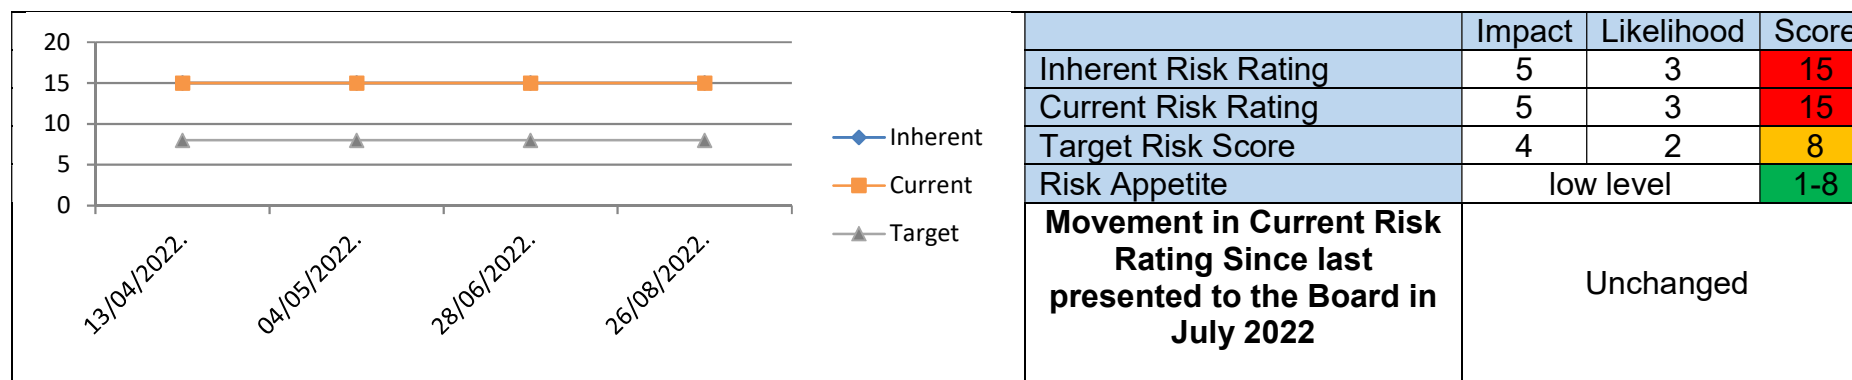 20
15
10
5
0
13/04/2022.
04/05/2022.
28/06/2022.
26/08/2022.
Inherent
Current
Target
Impact Likelihood Score
Inherent Risk Rating 5 3 15
Current Risk Rating 5 3 15
Target Risk Score 4 2 8
Risk Appetite low level 1-8
Movement in Current Risk
Rating Since last
presented to the Board in
July 2022
Unchanged